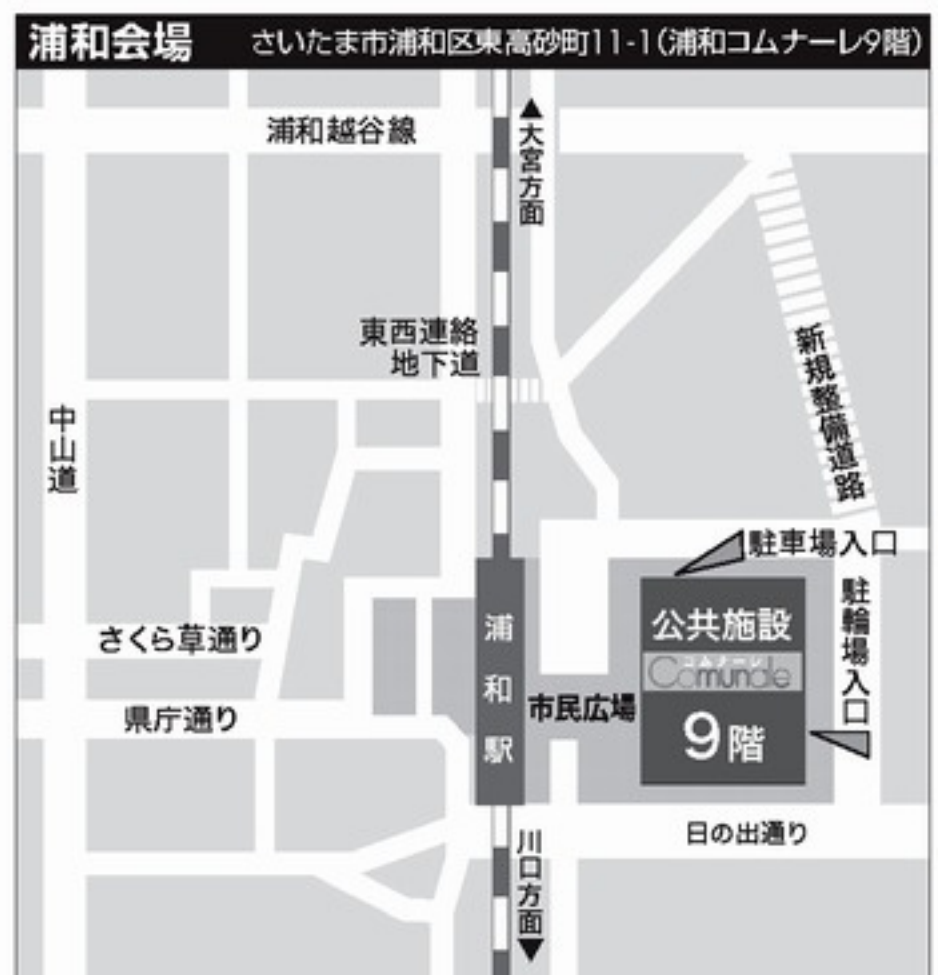 浦和会場 さいたま市浦和区東高砂町11-1(浦和コムナーレ9階)
浦和越谷線
▲大宮方面
東西連絡
地下道
中山道
新規整備道路
駐車場入口
駐輪場入口
公共施設
コムナーレ
Comunale
9階
浦和駅
市民広場
さくら草通り
県庁通り
日の出通り
川口方面▼